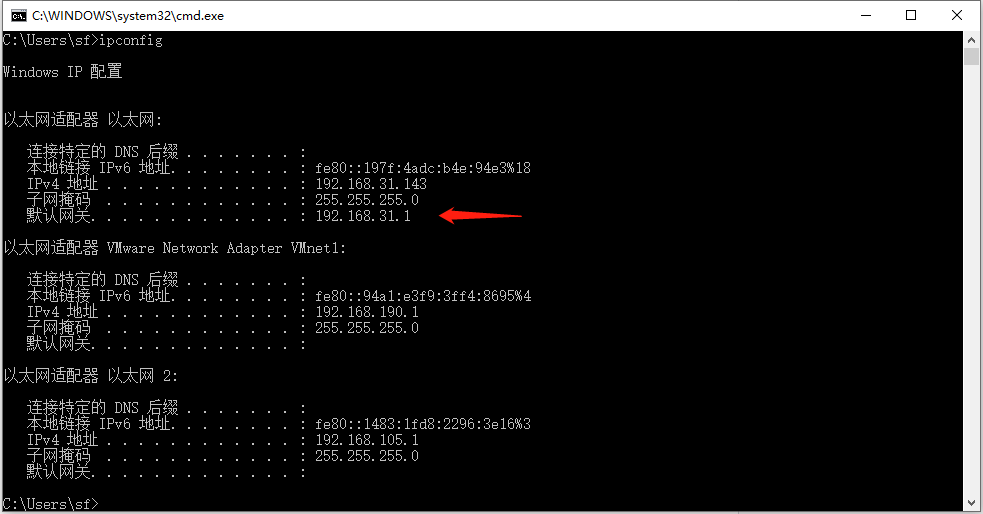 C:\WINDOWS\system32\cmd.exe
C:\Users\sf>ipconfig
Windows IP 配置
以太网适配器 以太网:
连接特定的 DNS 后缀 . . . . . . . :
本地链接 IPv6 地址. . . . . . . . : fe80::197f:4adc:b4e:94e3%18
IPv4 地址 . . . . . . . . . . . . : 192.168.31.143
子网掩码  . . . . . . . . . . . . : 255.255.255.0
默认网关. . . . . . . . . . . . . : 192.168.31.1
以太网适配器 VMware Network Adapter VMnet1:
连接特定的 DNS 后缀 . . . . . . . :
本地链接 IPv6 地址. . . . . . . . : fe80::94a1:e3f9:3ff4:8695%4
IPv4 地址 . . . . . . . . . . . . : 192.168.190.1
子网掩码  . . . . . . . . . . . . : 255.255.255.0
默认网关. . . . . . . . . . . . . :
以太网适配器 以太网 2:
连接特定的 DNS 后缀 . . . . . . . :
本地链接 IPv6 地址. . . . . . . . : fe80::1483:1fd8:2296:3e16%3
IPv4 地址 . . . . . . . . . . . . : 192.168.105.1
子网掩码  . . . . . . . . . . . . : 255.255.255.0
默认网关. . . . . . . . . . . . . :
C:\Users\sf>